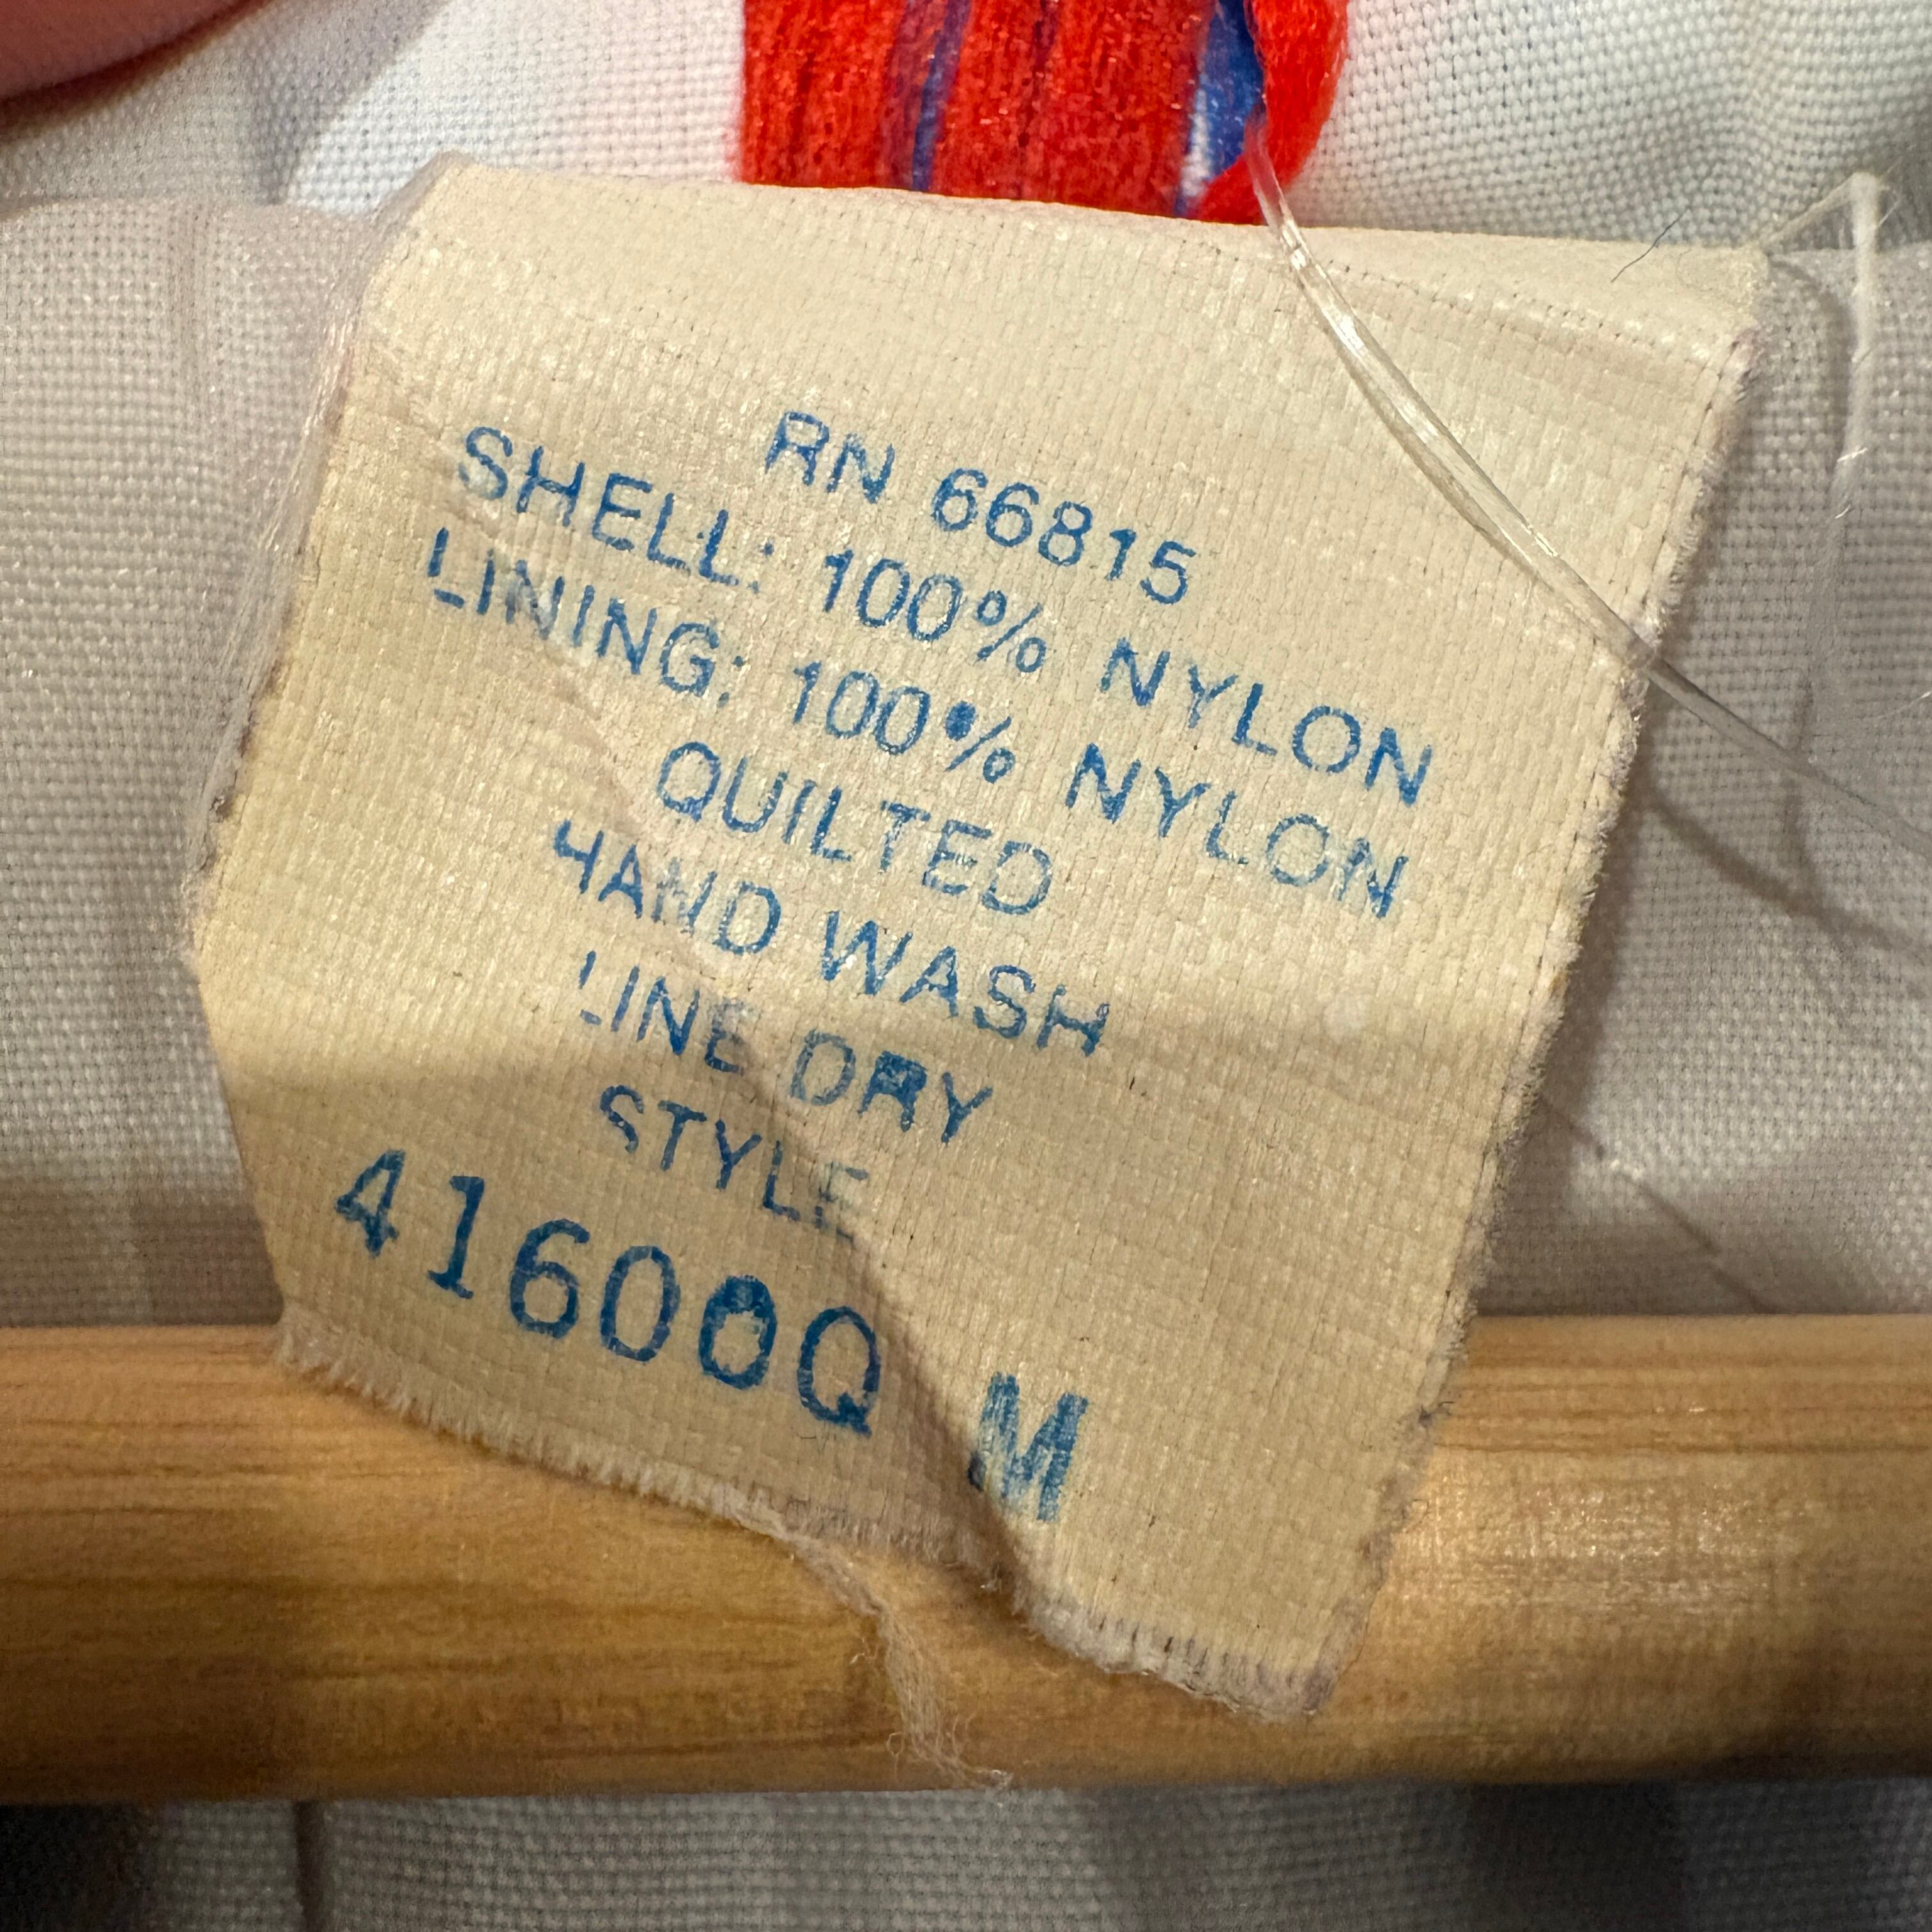 RN 66815
SHELL: 100% NYLON
LINING: 100% NYLON
QUILTED
HAND WASH
LINE DRY
STYLE
41600Q M